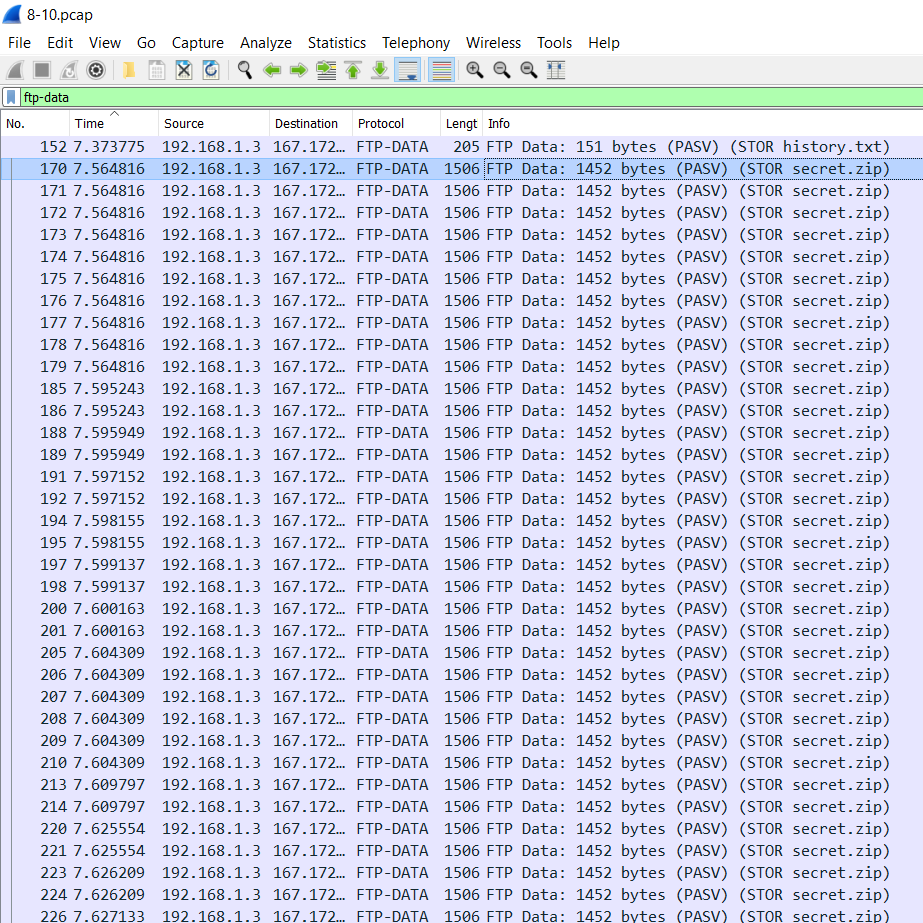 8-10.pcap
File Edit View Go Capture Analyze Statistics Telephony Wireless Tools Help
ftp-data
No. Time Source Destination Protocol Lengt Info
152 7.373775 192.168.1.3 167.172… FTP-DATA 205 FTP Data: 151 bytes (PASV) (STOR history.txt)
170 7.564816 192.168.1.3 167.172… FTP-DATA 1506 FTP Data: 1452 bytes (PASV) (STOR secret.zip)
171 7.564816 192.168.1.3 167.172… FTP-DATA 1506 FTP Data: 1452 bytes (PASV) (STOR secret.zip)
172 7.564816 192.168.1.3 167.172… FTP-DATA 1506 FTP Data: 1452 bytes (PASV) (STOR secret.zip)
173 7.564816 192.168.1.3 167.172… FTP-DATA 1506 FTP Data: 1452 bytes (PASV) (STOR secret.zip)
174 7.564816 192.168.1.3 167.172… FTP-DATA 1506 FTP Data: 1452 bytes (PASV) (STOR secret.zip)
175 7.564816 192.168.1.3 167.172… FTP-DATA 1506 FTP Data: 1452 bytes (PASV) (STOR secret.zip)
176 7.564816 192.168.1.3 167.172… FTP-DATA 1506 FTP Data: 1452 bytes (PASV) (STOR secret.zip)
177 7.564816 192.168.1.3 167.172… FTP-DATA 1506 FTP Data: 1452 bytes (PASV) (STOR secret.zip)
178 7.564816 192.168.1.3 167.172… FTP-DATA 1506 FTP Data: 1452 bytes (PASV) (STOR secret.zip)
179 7.564816 192.168.1.3 167.172… FTP-DATA 1506 FTP Data: 1452 bytes (PASV) (STOR secret.zip)
185 7.595243 192.168.1.3 167.172… FTP-DATA 1506 FTP Data: 1452 bytes (PASV) (STOR secret.zip)
186 7.595243 192.168.1.3 167.172… FTP-DATA 1506 FTP Data: 1452 bytes (PASV) (STOR secret.zip)
188 7.595949 192.168.1.3 167.172… FTP-DATA 1506 FTP Data: 1452 bytes (PASV) (STOR secret.zip)
189 7.595949 192.168.1.3 167.172… FTP-DATA 1506 FTP Data: 1452 bytes (PASV) (STOR secret.zip)
191 7.597152 192.168.1.3 167.172… FTP-DATA 1506 FTP Data: 1452 bytes (PASV) (STOR secret.zip)
192 7.597152 192.168.1.3 167.172… FTP-DATA 1506 FTP Data: 1452 bytes (PASV) (STOR secret.zip)
194 7.598155 192.168.1.3 167.172… FTP-DATA 1506 FTP Data: 1452 bytes (PASV) (STOR secret.zip)
195 7.598155 192.168.1.3 167.172… FTP-DATA 1506 FTP Data: 1452 bytes (PASV) (STOR secret.zip)
197 7.599137 192.168.1.3 167.172… FTP-DATA 1506 FTP Data: 1452 bytes (PASV) (STOR secret.zip)
198 7.599137 192.168.1.3 167.172… FTP-DATA 1506 FTP Data: 1452 bytes (PASV) (STOR secret.zip)
200 7.600163 192.168.1.3 167.172… FTP-DATA 1506 FTP Data: 1452 bytes (PASV) (STOR secret.zip)
201 7.600163 192.168.1.3 167.172… FTP-DATA 1506 FTP Data: 1452 bytes (PASV) (STOR secret.zip)
205 7.604309 192.168.1.3 167.172… FTP-DATA 1506 FTP Data: 1452 bytes (PASV) (STOR secret.zip)
206 7.604309 192.168.1.3 167.172… FTP-DATA 1506 FTP Data: 1452 bytes (PASV) (STOR secret.zip)
207 7.604309 192.168.1.3 167.172… FTP-DATA 1506 FTP Data: 1452 bytes (PASV) (STOR secret.zip)
208 7.604309 192.168.1.3 167.172… FTP-DATA 1506 FTP Data: 1452 bytes (PASV) (STOR secret.zip)
209 7.604309 192.168.1.3 167.172… FTP-DATA 1506 FTP Data: 1452 bytes (PASV) (STOR secret.zip)
210 7.604309 192.168.1.3 167.172… FTP-DATA 1506 FTP Data: 1452 bytes (PASV) (STOR secret.zip)
213 7.609797 192.168.1.3 167.172… FTP-DATA 1506 FTP Data: 1452 bytes (PASV) (STOR secret.zip)
214 7.609797 192.168.1.3 167.172… FTP-DATA 1506 FTP Data: 1452 bytes (PASV) (STOR secret.zip)
220 7.625554 192.168.1.3 167.172… FTP-DATA 1506 FTP Data: 1452 bytes (PASV) (STOR secret.zip)
221 7.625554 192.168.1.3 167.172… FTP-DATA 1506 FTP Data: 1452 bytes (PASV) (STOR secret.zip)
223 7.626209 192.168.1.3 167.172… FTP-DATA 1506 FTP Data: 1452 bytes (PASV) (STOR secret.zip)
224 7.626209 192.168.1.3 167.172… FTP-DATA 1506 FTP Data: 1452 bytes (PASV) (STOR secret.zip)
226 7.627133 192.168.1.3 167.172… FTP-DATA 1506 FTP Data: 1452 bytes (PASV) (STOR secret.zip)